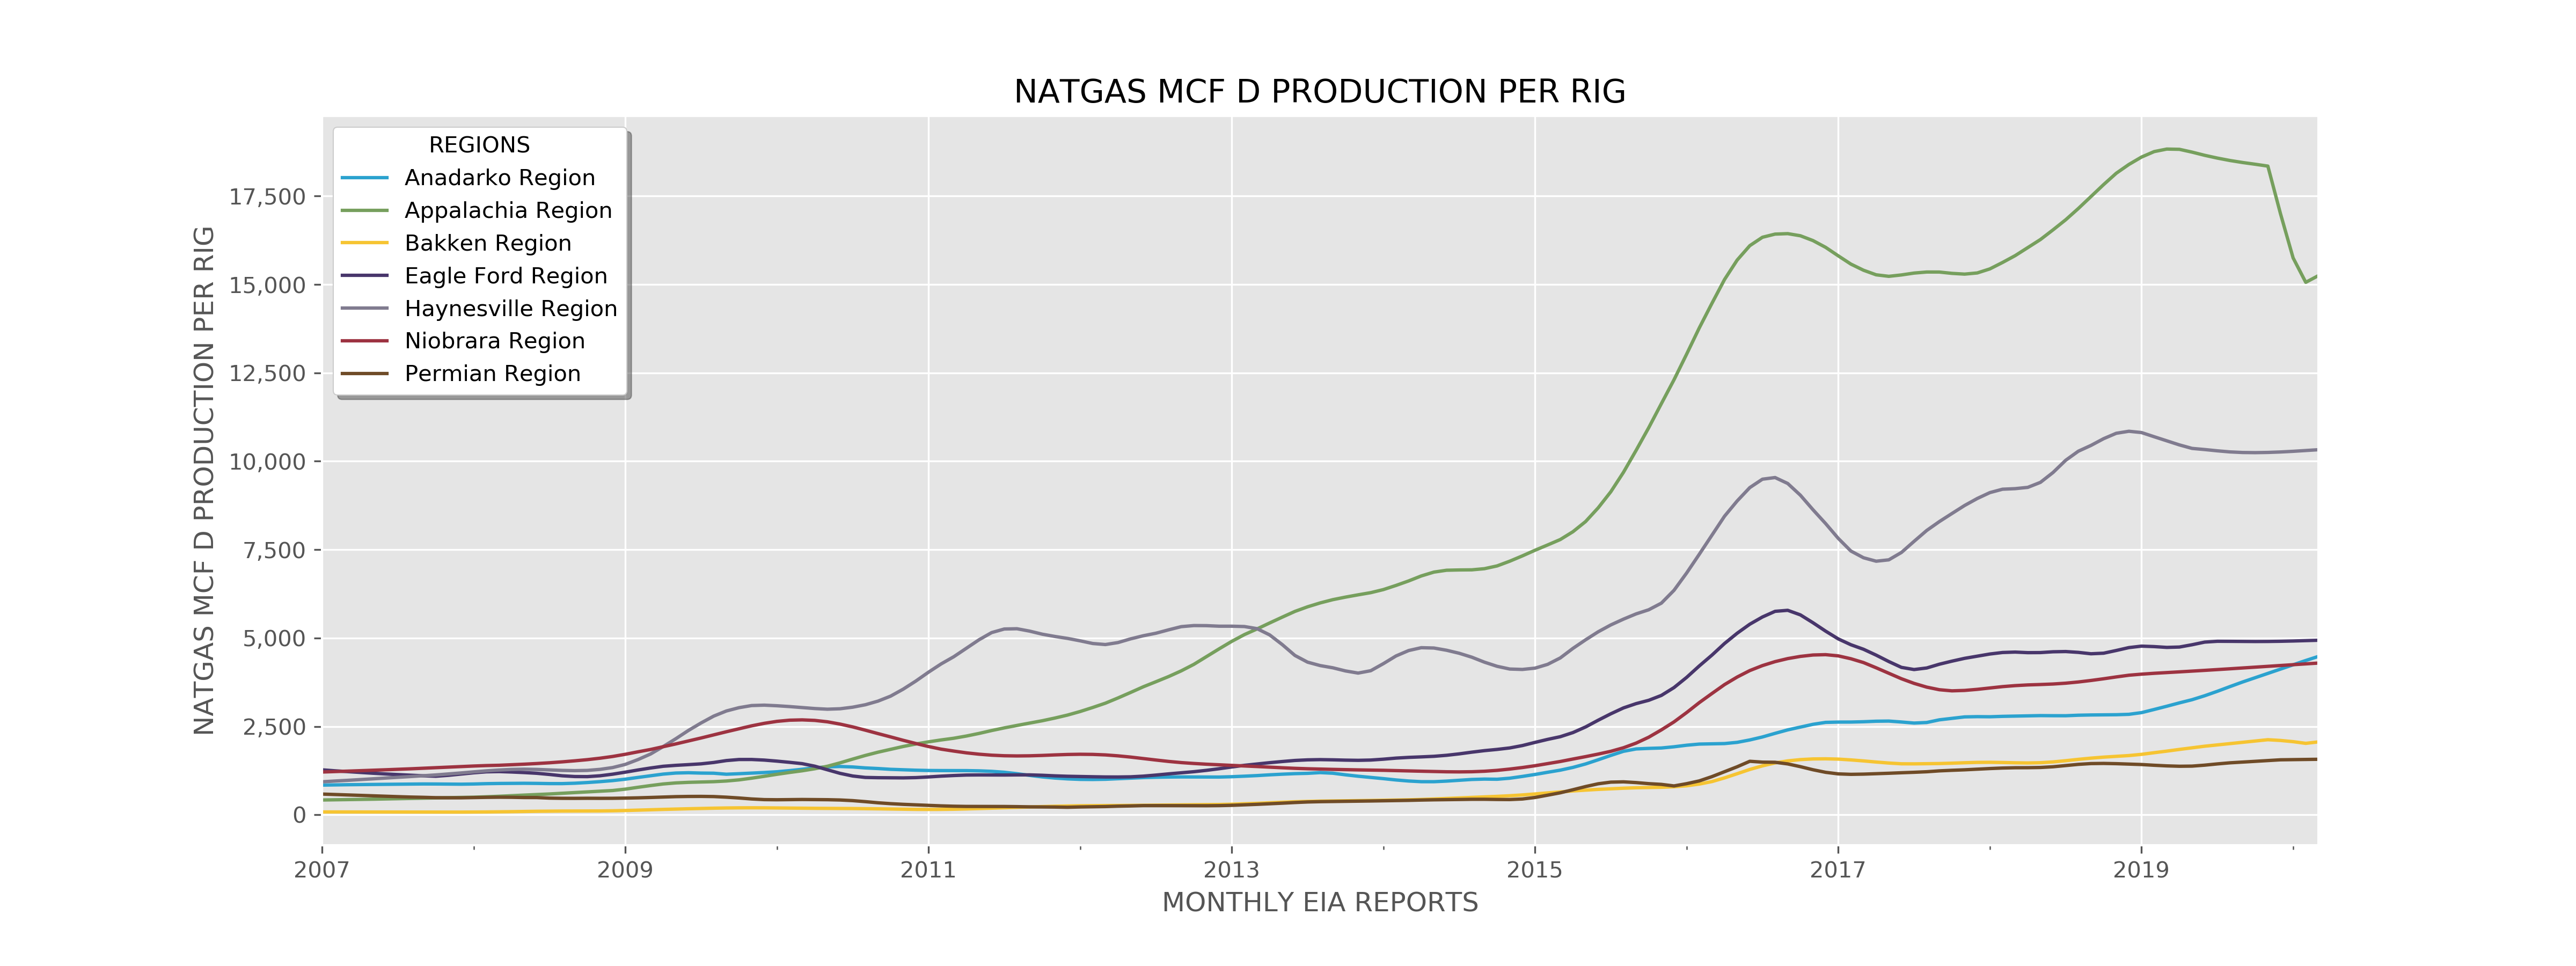 NATGAS MCF D PRODUCTION PER RIG
REGIONS
Anadarko Region
Appalachia Region
Bakken Region
Eagle Ford Region
Haynesville Region
Niobrara Region
Permian Region
NATGAS MCF D PRODUCTION PER RIG
17,500
15,000
12,500
10,000
7,500
5,000
2,500
0
2007 2009 2011 2013 2015 2017 2019
MONTHLY EIA REPORTS